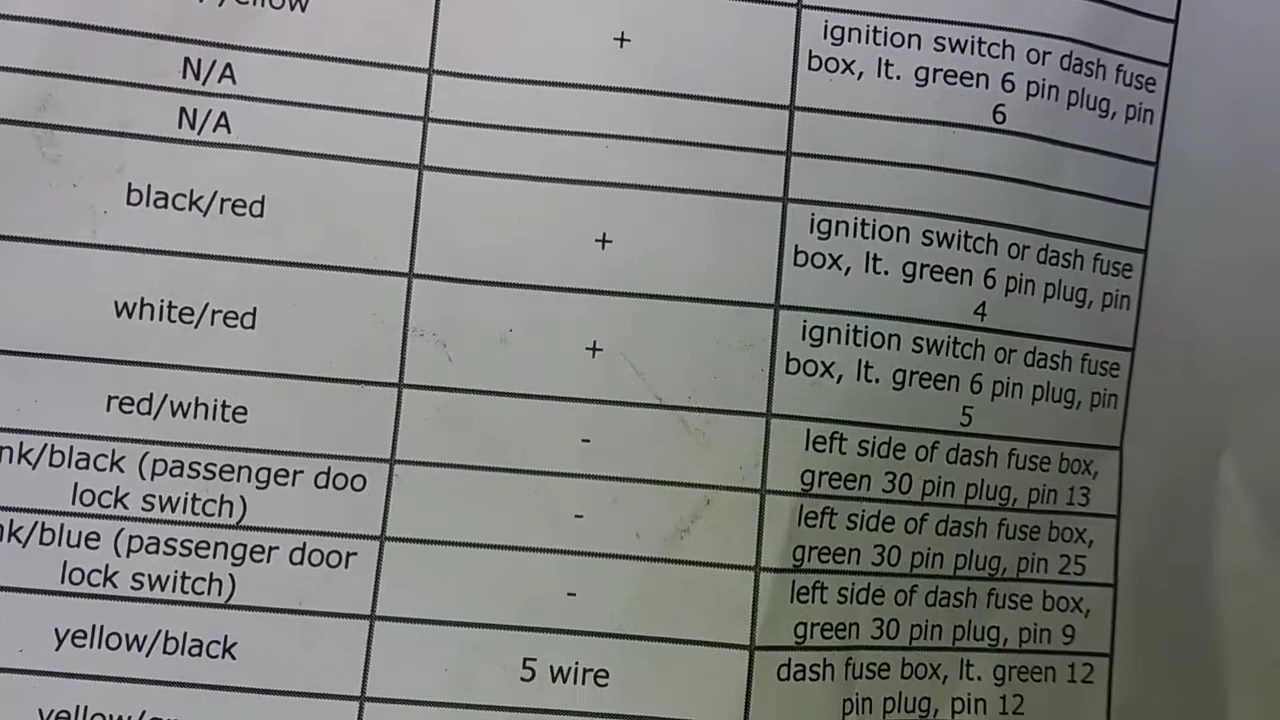 +
ignition switch or dash fuse
box, lt. green 6 pin plug, pin
6
N/A
N/A
black/red
+
ignition switch or dash fuse
box, lt. green 6 pin plug, pin
4
white/red
+
ignition switch or dash fuse
box, lt. green 6 pin plug, pin
5
red/white
-
left side of dash fuse box,
green 30 pin plug, pin 13
nk/black (passenger doo
lock switch)
-
left side of dash fuse box,
green 30 pin plug, pin 25
nk/blue (passenger door
lock switch)
-
left side of dash fuse box,
green 30 pin plug, pin 9
yellow/black
5 wire
dash fuse box, lt. green 12
pin plug, pin 12